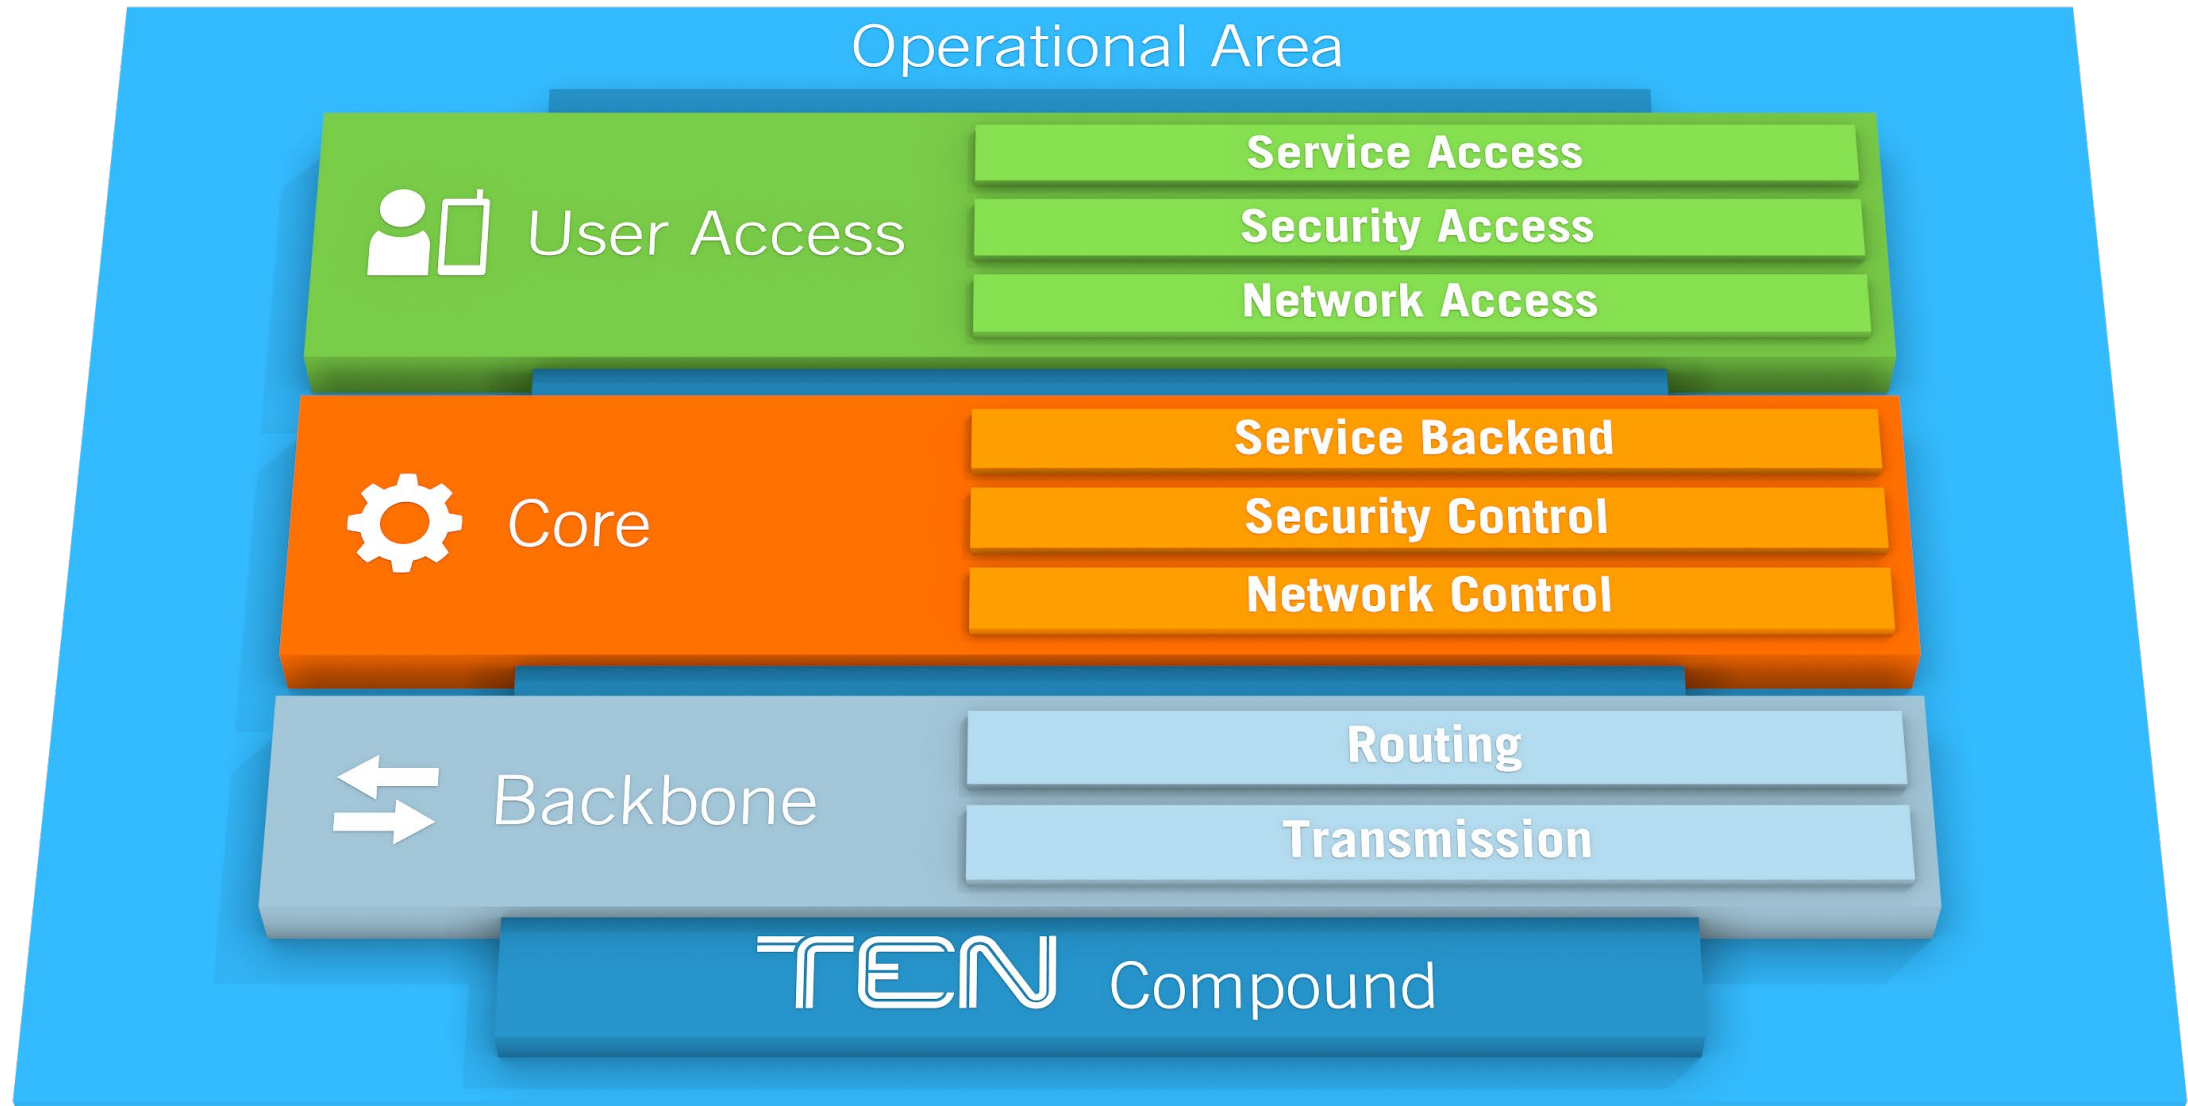 Operational Area
User Access
Service Access
Security Access
Network Access
Core
Service Backend
Security Control
Network Control
Backbone
Routing
Transmission
TEN Compound